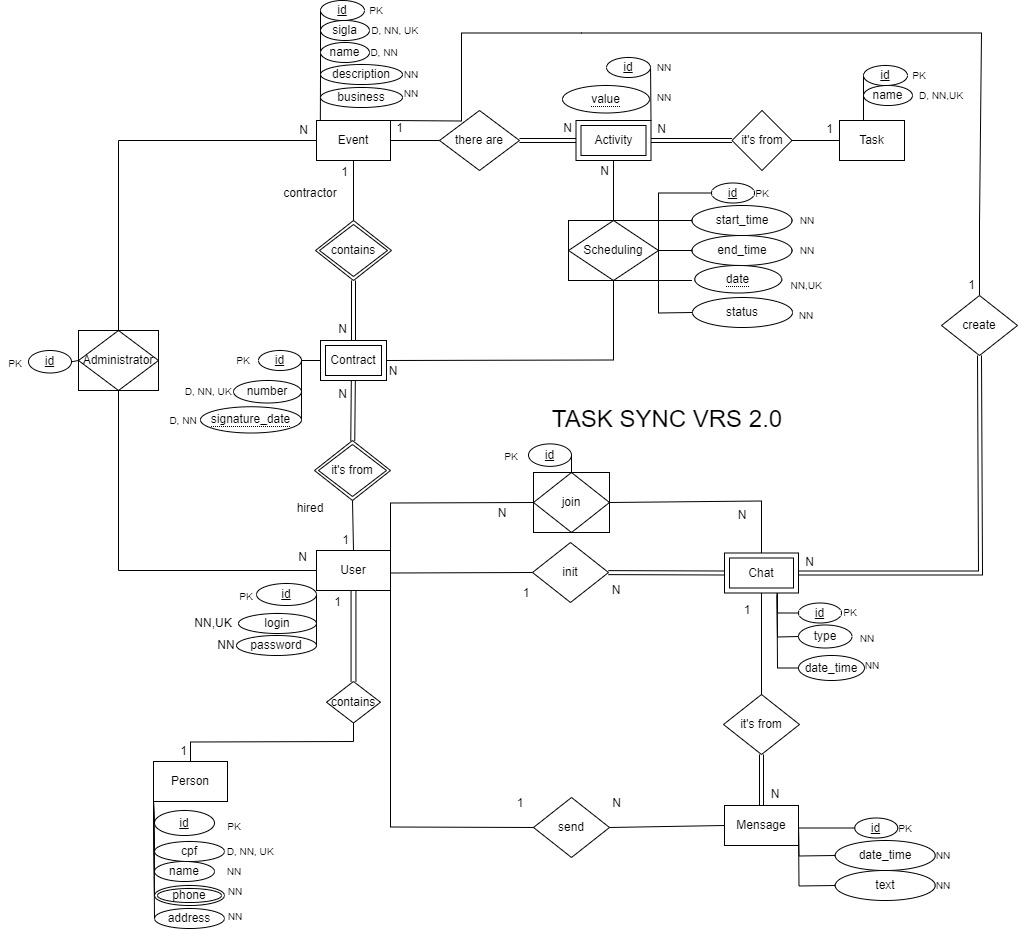 id PK
sigla D, NN, UK
name D, NN
description NN
business NN
id NN
value NN
id PK
name D, NN,UK
N Event 1
there are
N Activity N
it's from
1 Task
1
contractor
N
id PK
contains
Scheduling
start_time NN
end_time NN
date NN,UK
status NN
1
create
N
PK id Administrator
PK id Contract N
D, NN, UK number N
D, NN signature_date
TASK SYNC VRS 2.0
it's from
PK id
join
hired N N
1
N User
init
Chat N
1 N
PK id 1
NN,UK login
NN password
1 id PK
type NN
date_time NN
contains
it's from
1
Person
N
1 N
send
Mensage
id PK
date_time NN
text NN
id PK
cpf D, NN, UK
name NN
phone NN
address NN